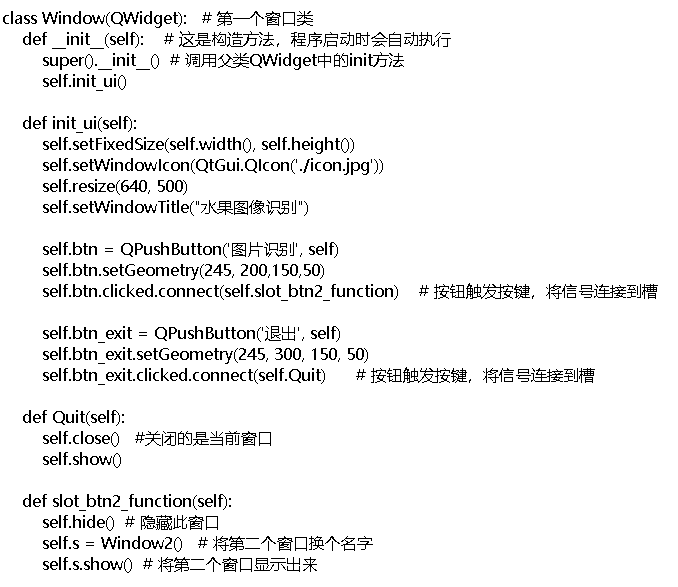 class Window(QWidget):   # 第一个窗口类
    def __init__(self):    # 这是构造方法，程序启动时会自动执行
        super().__init__()  # 调用父类QWidget中的init方法
        self.init_ui()

    def init_ui(self):
        self.setFixedSize(self.width(), self.height())
        self.setWindowIcon(QtGui.QIcon('./icon.jpg'))
        self.resize(640, 500)
        self.setWindowTitle("水果图像识别")

        self.btn = QPushButton('图片识别', self)
        self.btn.setGeometry(245, 200,150,50)
        self.btn.clicked.connect(self.slot_btn2_function)    # 按钮触发按键，将信号连接到槽

        self.btn_exit = QPushButton('退出', self)
        self.btn_exit.setGeometry(245, 300, 150, 50)
        self.btn_exit.clicked.connect(self.Quit)      # 按钮触发按键，将信号连接到槽

    def Quit(self):
        self.close()   #关闭的是当前窗口
        self.show()

    def slot_btn2_function(self):
        self.hide()  # 隐藏此窗口
        self.s = Window2()   # 将第二个窗口换个名字
        self.s.show()  # 将第二个窗口显示出来